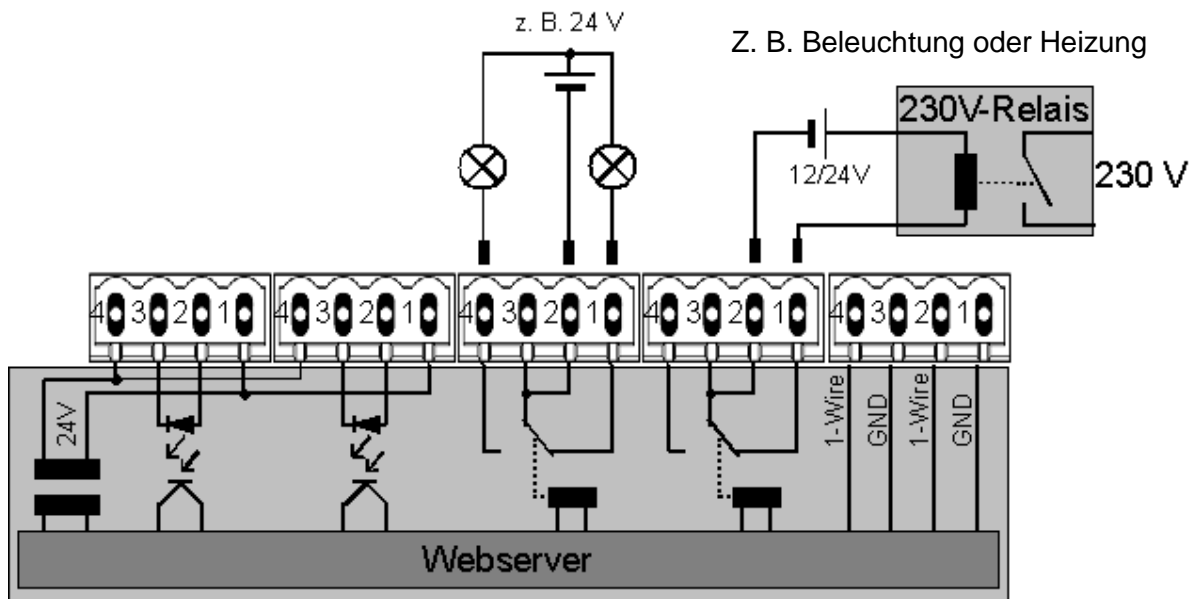 z. B. 24 V
Z. B. Beleuchtung oder Heizung
230V-Relais
12/24V
230 V
4 3 2 1
4 3 2 1
4 3 2 1
4 3 2 1
4 3 2 1
24V
1-Wire
GND
1-Wire
GND
Webserver